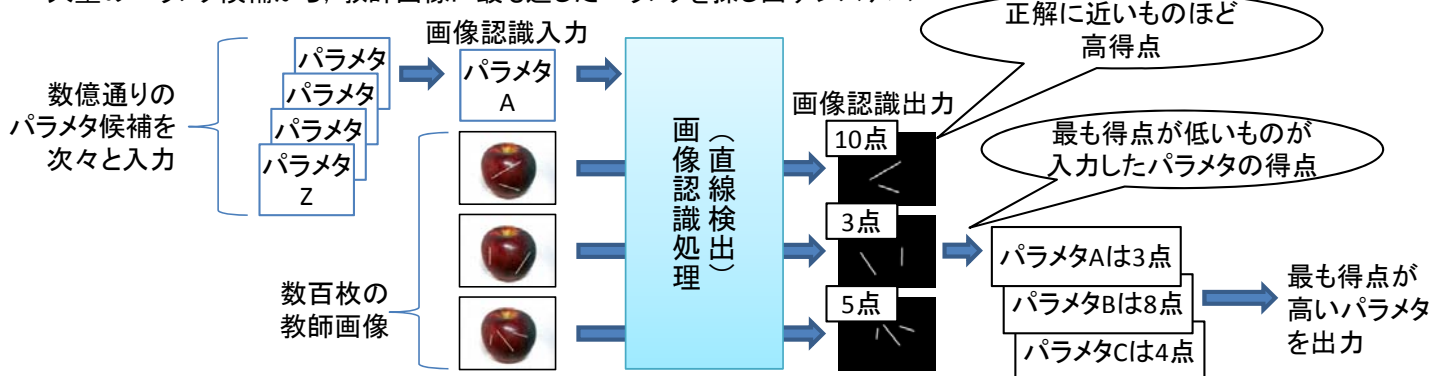 画像認識入力
正解に近いものほど
高得点
パラメタ
パラメタ
パラメタ
パラメタ
Z
数億通りの
パラメタ候補を
次々と入力
パラメタ
A
画像認識処理
(直線検出)
画像認識出力
10点
3点
5点
最も得点が低いものが
入力したパラメタの得点
数百枚の
教師画像
パラメタAは3点
パラメタBは8点
パラメタCは4点
最も得点が
高いパラメタ
を出力